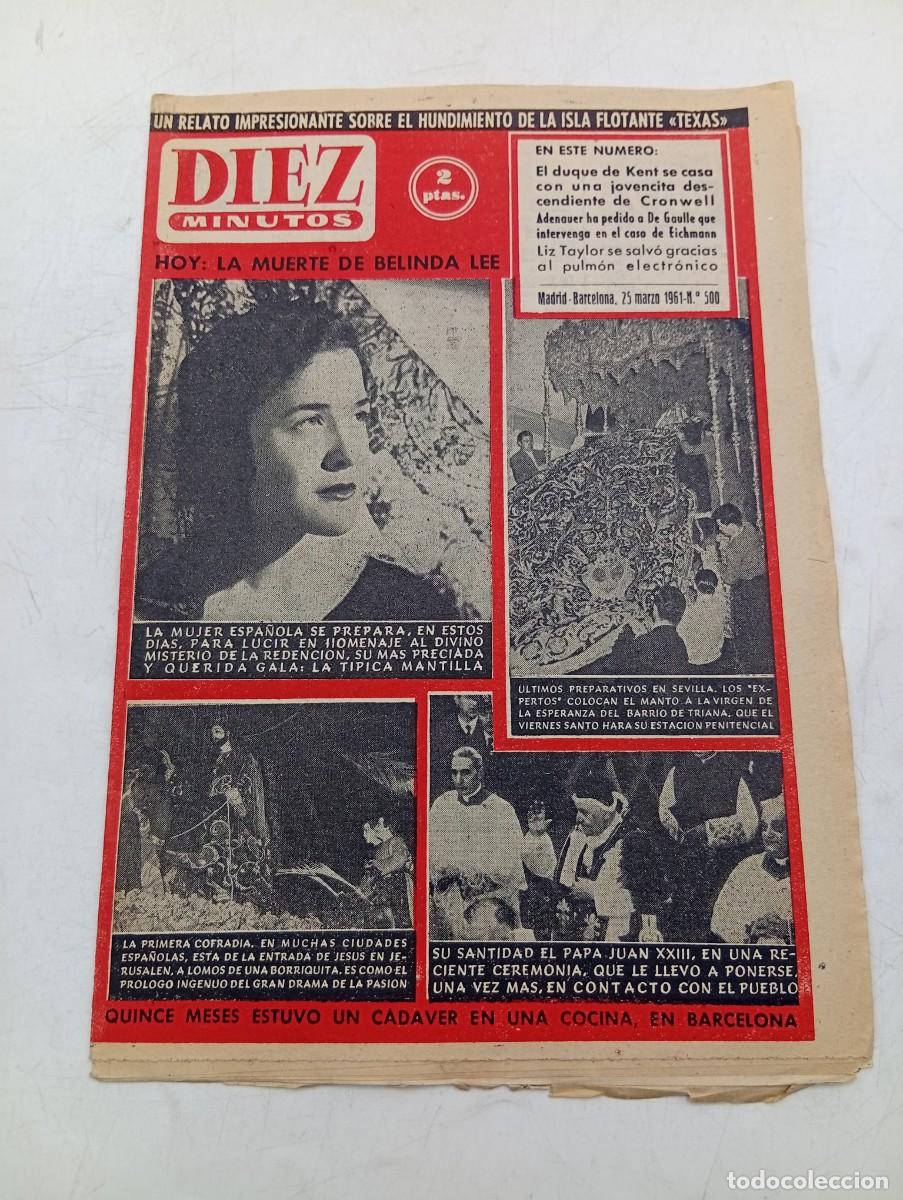 UN RELATO IMPRESIONANTE SOBRE EL HUNDIMIENTO DE LA ISLA FLOTANTE «TEXAS»
DIEZ
MINUTOS
2
ptas.
EN ESTE NUMERO:
El duque de Kent se casa
con una jovencita des-
cendiente de Cronwell
Adenauer ha pedido a De Gaulle que
intervenga en el caso de Eichmann
Liz Taylor se salvó gracias
al pulmón electrónico
Madrid-Barcelona, 25 marzo 1961-N.º 500
HOY: LA MUERTE DE BELINDA LEE
LA MUJER ESPAÑOLA SE PREPARA, EN ESTOS
DIAS, PARA LUCIR EN HOMENAJE AL DIVINO
MISTERIO DE LA REDENCION, SU MAS PRECIADA
Y QUERIDA GALA: LA TIPICA MANTILLA
ULTIMOS PREPARATIVOS EN SEVILLA. LOS "EX-
PERTOS" COLOCAN EL MANTO A LA VIRGEN DE
LA ESPERANZA DEL BARRIO DE TRIANA, QUE EL
VIERNES SANTO HARA SU ESTACION PENITENCIAL
LA PRIMERA COFRADIA, EN MUCHAS CIUDADES
ESPAÑOLAS, ESTA DE LA ENTRADA DE JESUS EN JE-
RUSALEN, A LOMOS DE UNA BORRIQUITA, ES COMO EL
PROLOGO INGENUO DEL GRAN DRAMA DE LA PASION
SU SANTIDAD EL PAPA JUAN XXIII, EN UNA RE-
CIENTE CEREMONIA, QUE LE LLEVO A PONERSE,
UNA VEZ MAS, EN CONTACTO CON EL PUEBLO
QUINCE MESES ESTUVO UN CADAVER EN UNA COCINA, EN BARCELONA
todocoleccion